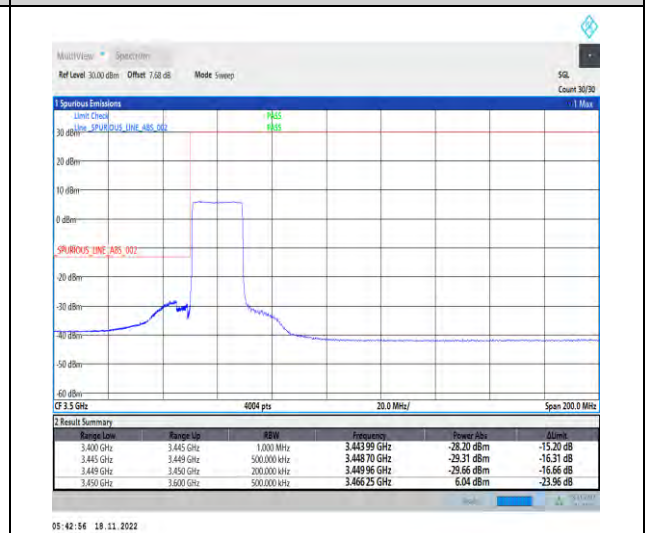 MultiView Spectrum
Ref Level 30.00 dBm Offset 7.68 dB Mode Sweep SGL
Count 30/30
1 Spurious Emissions 1 Max
Limit Check PASS
Line _SPURIOUS_LINE_ABS_002 PASS
30 dBm
20 dBm
10 dBm
0 dBm
_SPURIOUS_LINE_ABS_002
-20 dBm
-30 dBm
-40 dBm
-50 dBm
-60 dBm
CF 3.5 GHz 4004 pts 20.0 MHz/ Span 200.0 MHz
2 Result Summary
Range Low Range Up RBW Frequency Power Abs ΔLimit
3.400 GHz 3.445 GHz 1.000 MHz 3.443 99 GHz -28.20 dBm -15.20 dB
3.445 GHz 3.449 GHz 500.000 kHz 3.448 70 GHz -29.31 dBm -16.31 dB
3.449 GHz 3.450 GHz 200.000 kHz 3.449 96 GHz -29.66 dBm -16.66 dB
3.450 GHz 3.600 GHz 500.000 kHz 3.466 25 GHz 6.04 dBm -23.96 dB
05:42:56 18.11.2022